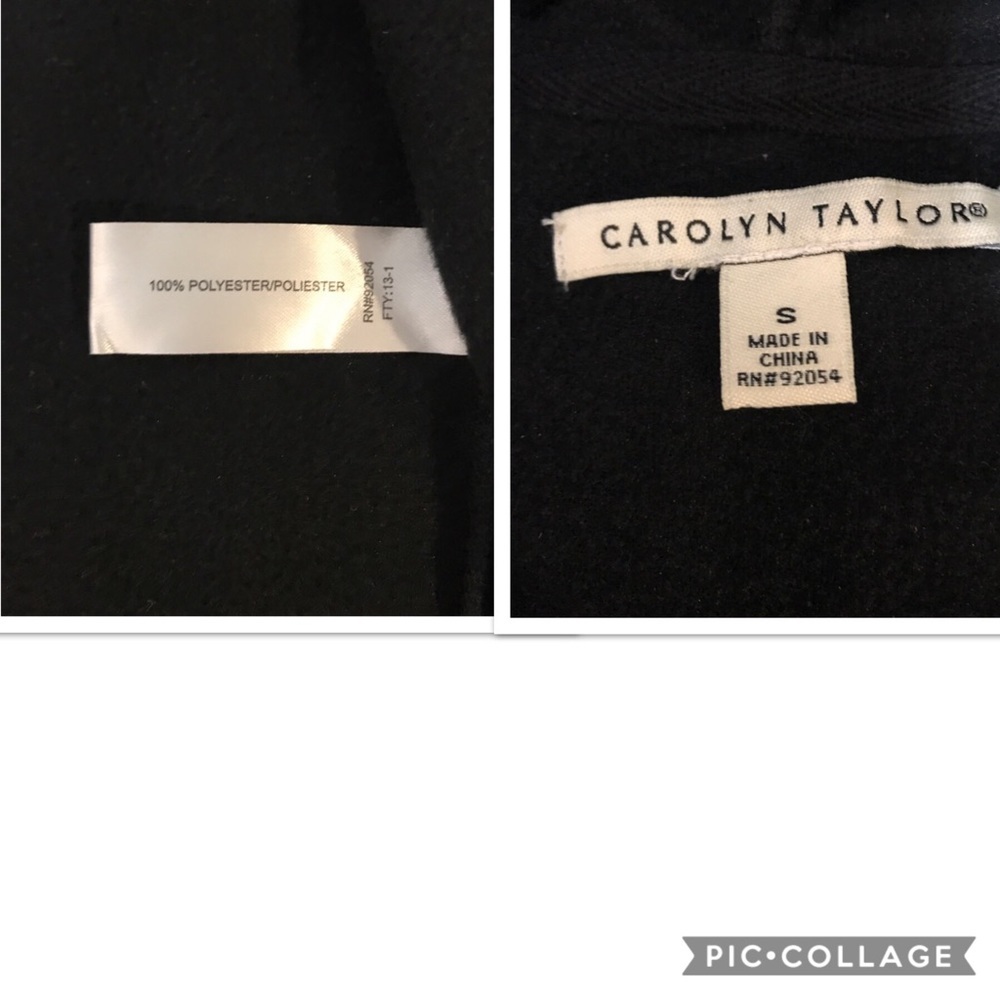 100% POLYESTER/POLIESTER
RN#92054
FTY:13-1
CAROLYN TAYLOR®
S
MADE IN
CHINA
RN#92054
PIC•COLLAGE